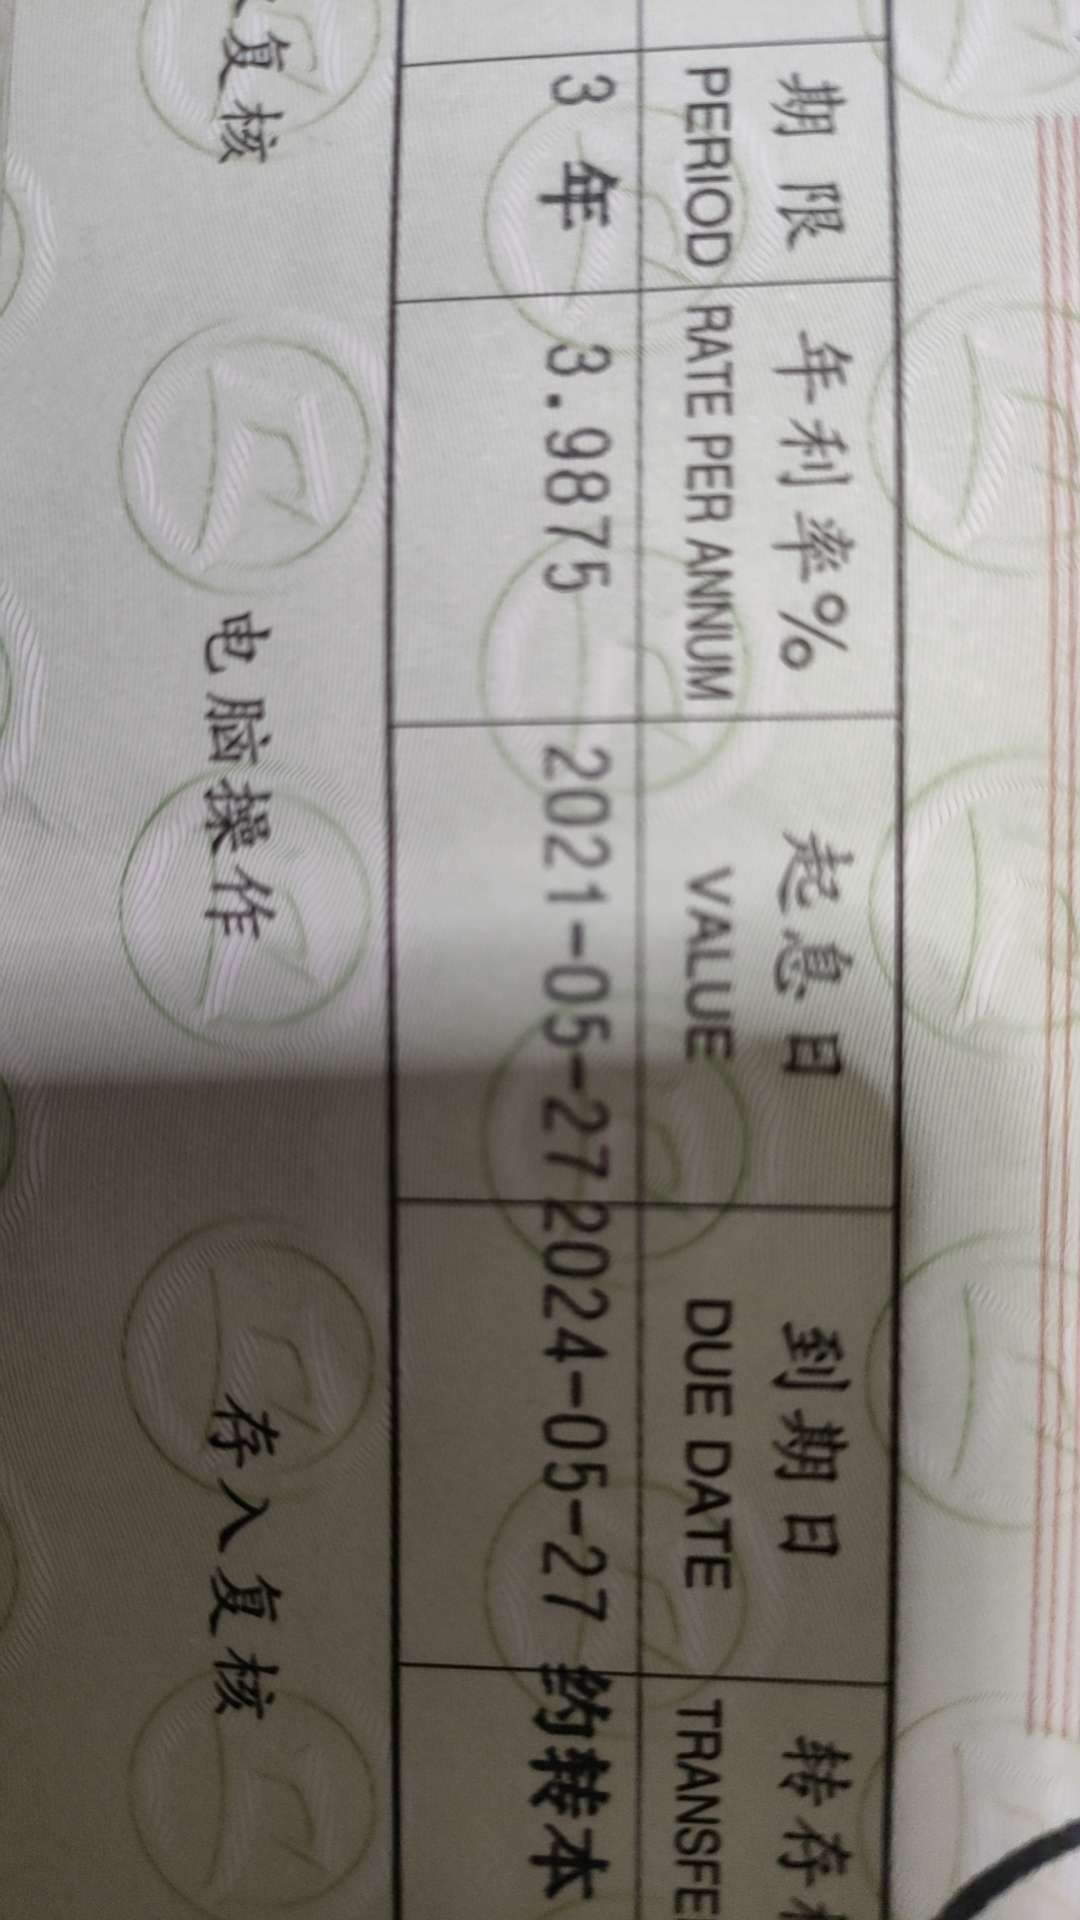 期限 年利率% 起息日 到期日 转存
PERIOD RATE PER ANNUM VALUE DUE DATE TRANSFE
3 年 3.9875 2021-05-27 2024-05-27 约转本
复核 电脑操作 存入复核